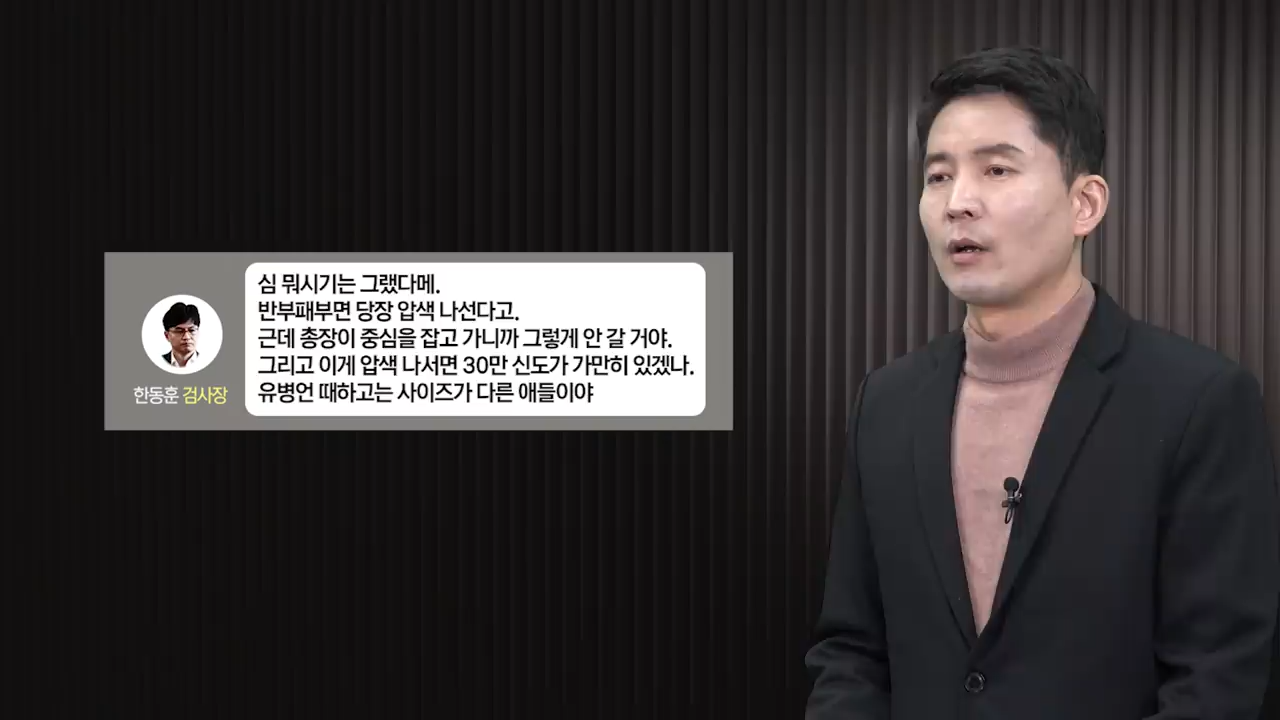 심 뭐시기는 그랬다메.
반부패부면 당장 압색 나선다고.
근데 총장이 중심을 잡고 가니까 그렇게 안 갈 거야.
그리고 이게 압색 나서면 30만 신도가 가만히 있겠나.
유병언 때하고는 사이즈가 다른 애들이야
한동훈 검사장